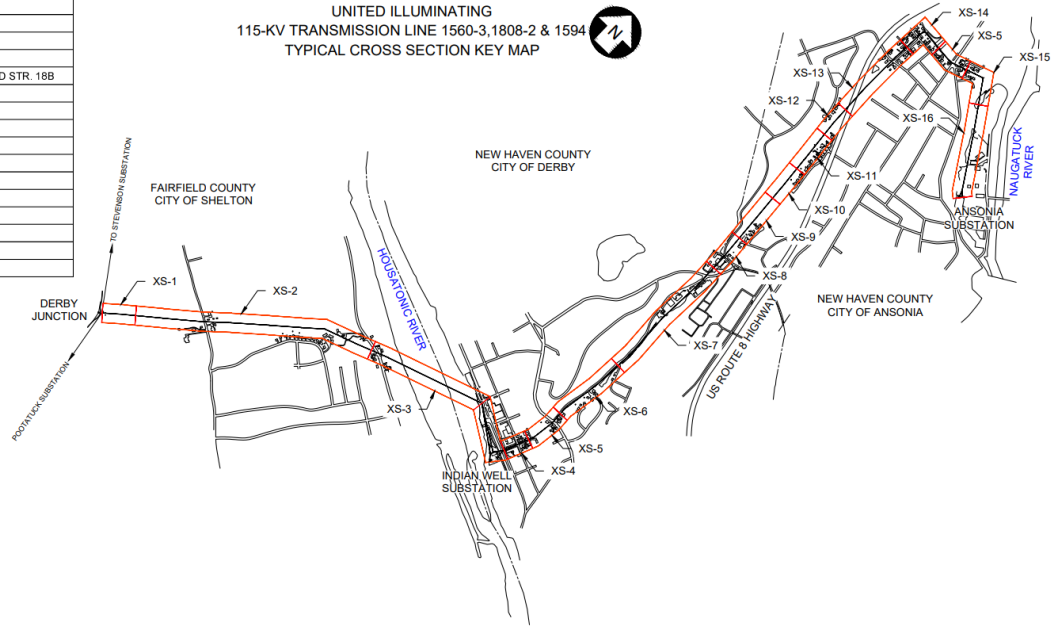 UNITED ILLUMINATING
115-KV TRANSMISSION LINE 1560-3,1808-2 & 1594
TYPICAL CROSS SECTION KEY MAP
N
D STR. 18B
XS-14
XS-5
XS-15
XS-13
XS-12
XS-16
NAUGATUCK
RIVER
TO STEVENSON SUBSTATION
NEW HAVEN COUNTY
CITY OF DERBY
FAIRFIELD COUNTY
CITY OF SHELTON
XS-11
XS-10
ANSONIA
SUBSTATION
XS-9
HOUSATONIC RIVER
XS-8
XS-1
XS-2
DERBY
JUNCTION
NEW HAVEN COUNTY
CITY OF ANSONIA
XS-7
US ROUTE 8 HIGHWAY
POOTATUCK SUBSTATION
XS-3
XS-6
XS-5
XS-4
INDIAN WELL
SUBSTATION